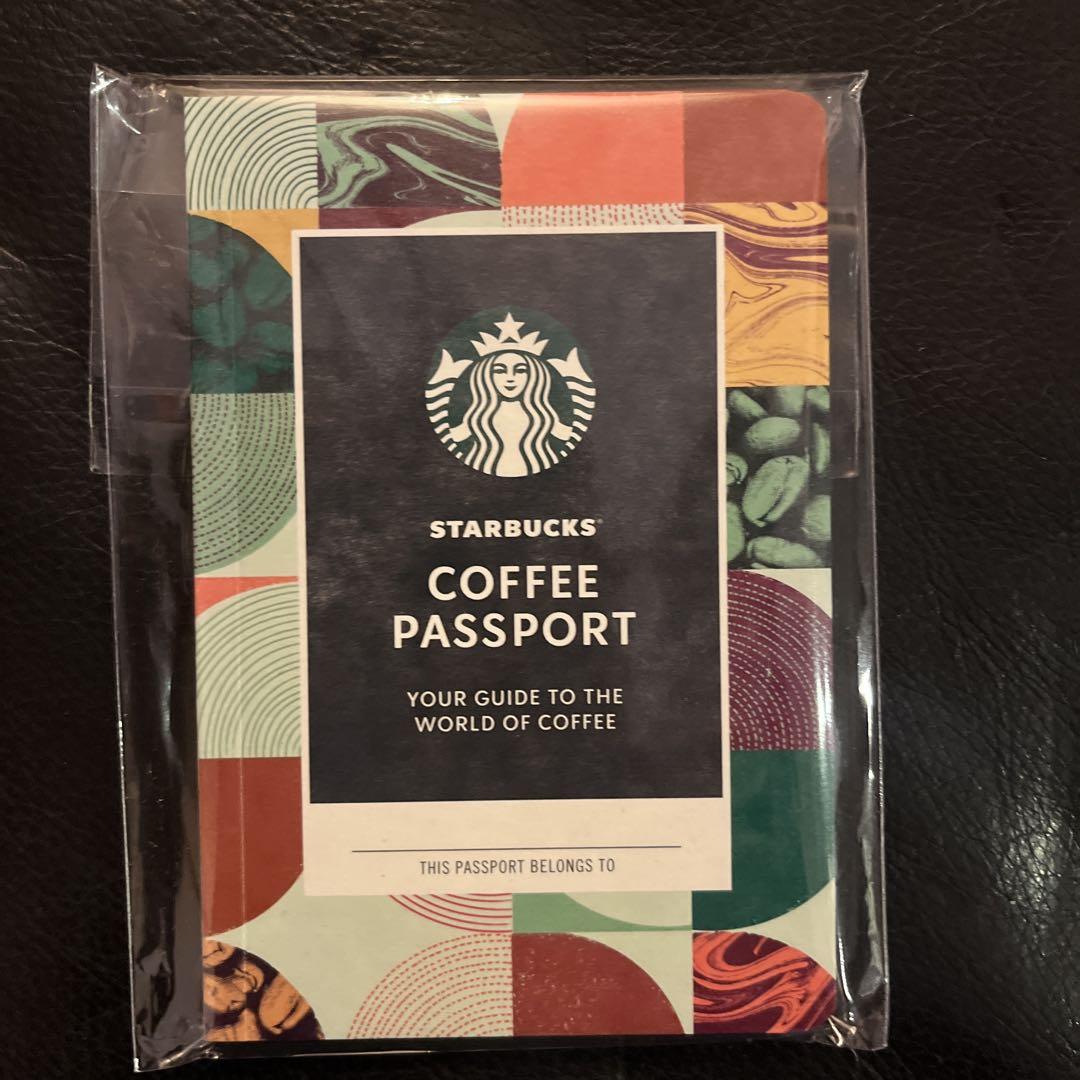 STARBUCKS®
COFFEE
PASSPORT
YOUR GUIDE TO THE
WORLD OF COFFEE
THIS PASSPORT BELONGS TO